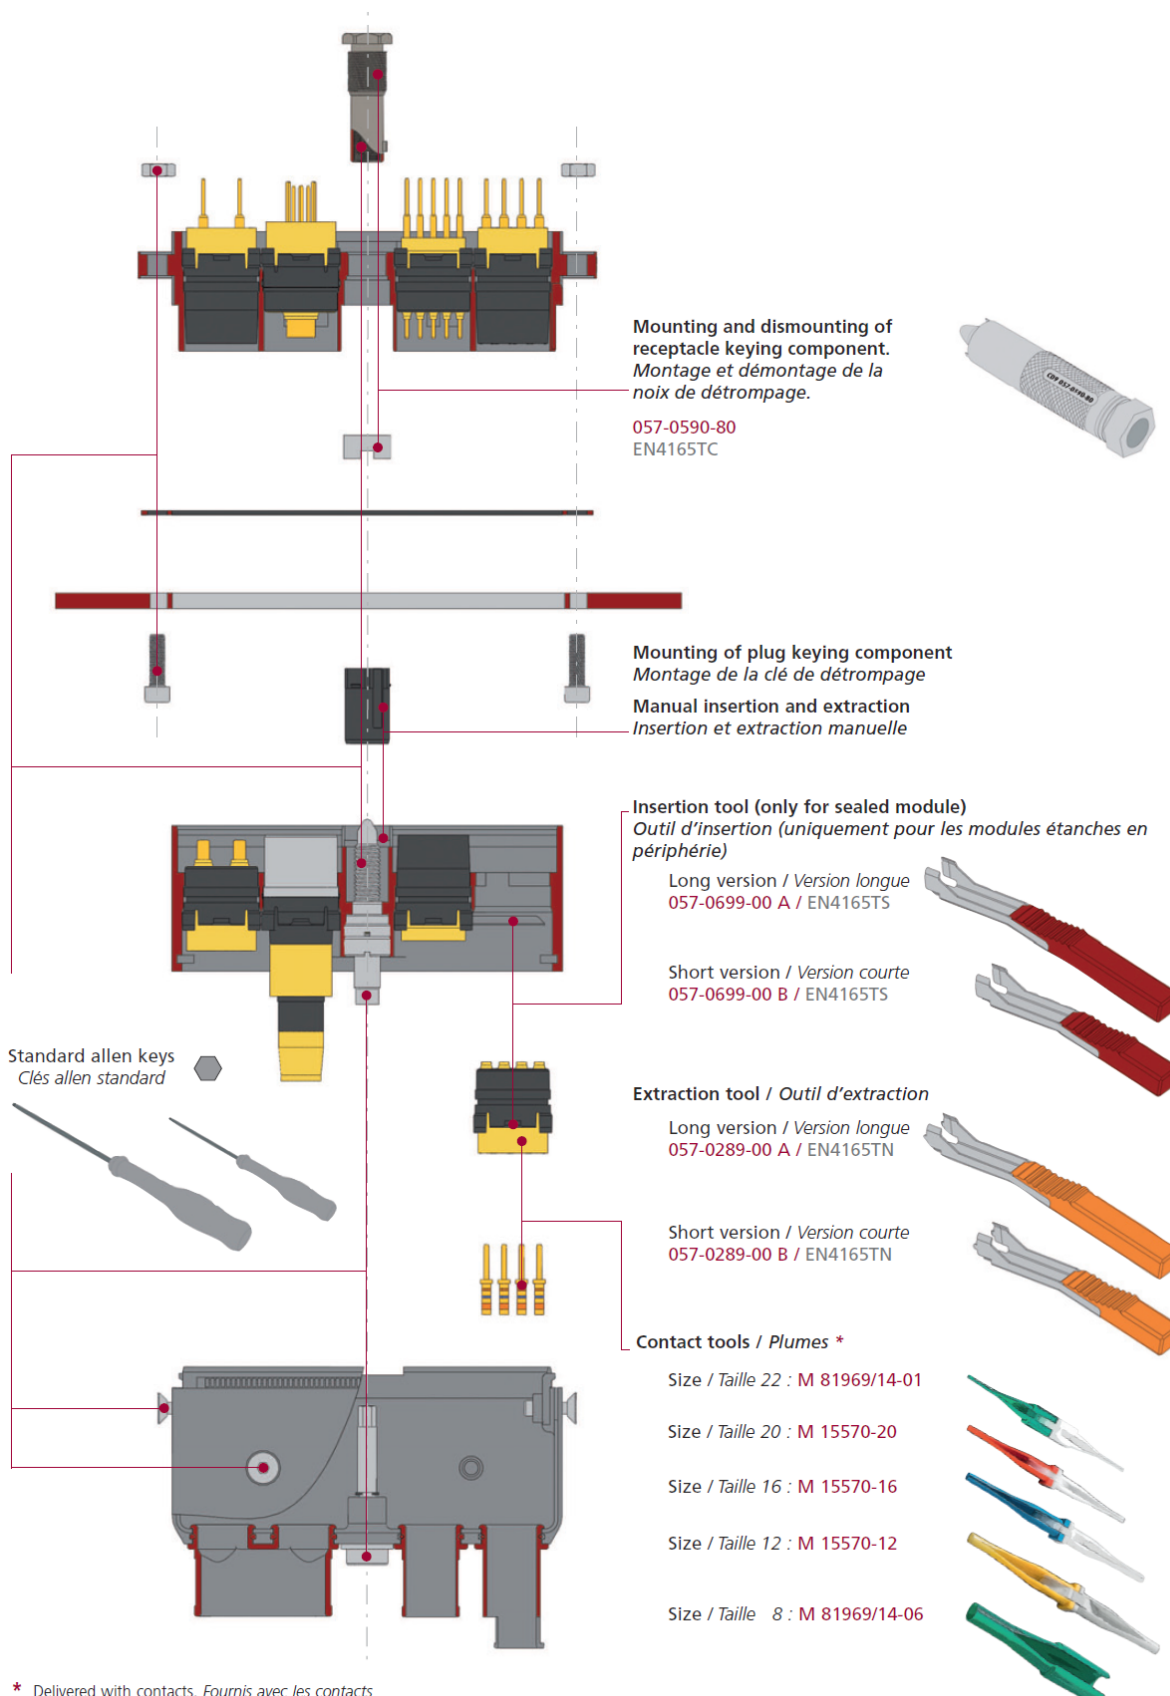 Mounting and dismounting of
receptacle keying component.
Montage et démontage de la
noix de détrompage.
057-0590-80
EN4165TC
Mounting of plug keying component
Montage de la clé de détrompage
Manual insertion and extraction
Insertion et extraction manuelle
Insertion tool (only for sealed module)
Outil d'insertion (uniquement pour les modules étanches en
périphérie)
Long version / Version longue
057-0699-00 A / EN4165TS
Short version / Version courte
057-0699-00 B / EN4165TS
Standard allen keys
Clés allen standard
Extraction tool / Outil d'extraction
Long version / Version longue
057-0289-00 A / EN4165TN
Short version / Version courte
057-0289-00 B / EN4165TN
Contact tools / Plumes *
Size / Taille 22 : M 81969/14-01
Size / Taille 20 : M 15570-20
Size / Taille 16 : M 15570-16
Size / Taille 12 : M 15570-12
Size / Taille 8 : M 81969/14-06
* Delivered with contacts. Fournis avec les contacts